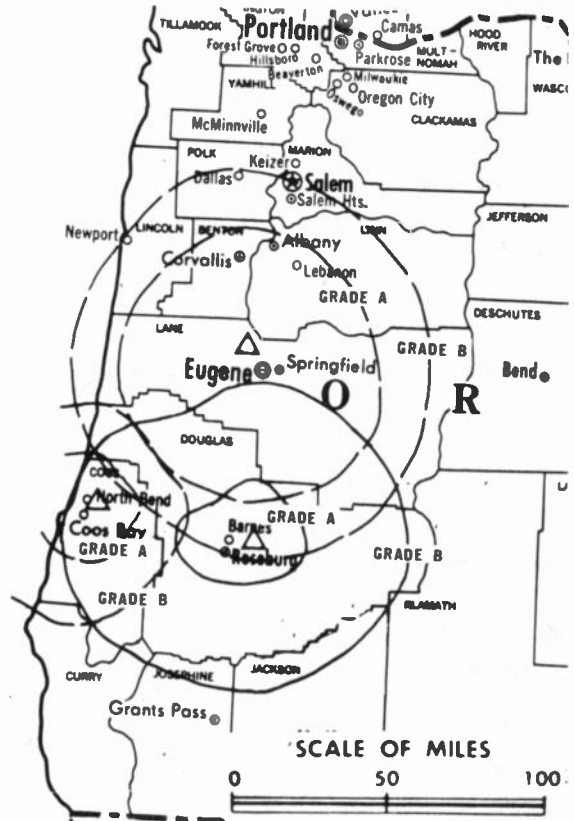 TILLAMOOK
Camas
HOOD
RIVER
Portland
Forest Grove
Hillsboro
Beaverton
Parkrose
MULT-
NOMAH
The
WASC
YAMHILL
Milwaukie
Oswego
Oregon City
CLACKAMAS
McMinnville
MARION
POLK
Keizer
Dallas
Salem
Salem Hts.
JEFFERSON
Newport
LINCOLN
BENTON
Albany
LYNN
Corvallis
Lebanon
GRADE A
DESCHUTES
LANE
GRADE B
Eugene
Springfield
O
R
Bend
DOUGLAS
COOS
North Bend
Coos Bay
GRADE A
Barnes
Roseburg
GRADE A
GRADE B
GRADE B
KLAMATH
CURRY
JOSEPHINE
JACKSON
Grants Pass
SCALE OF MILES
0 50 100